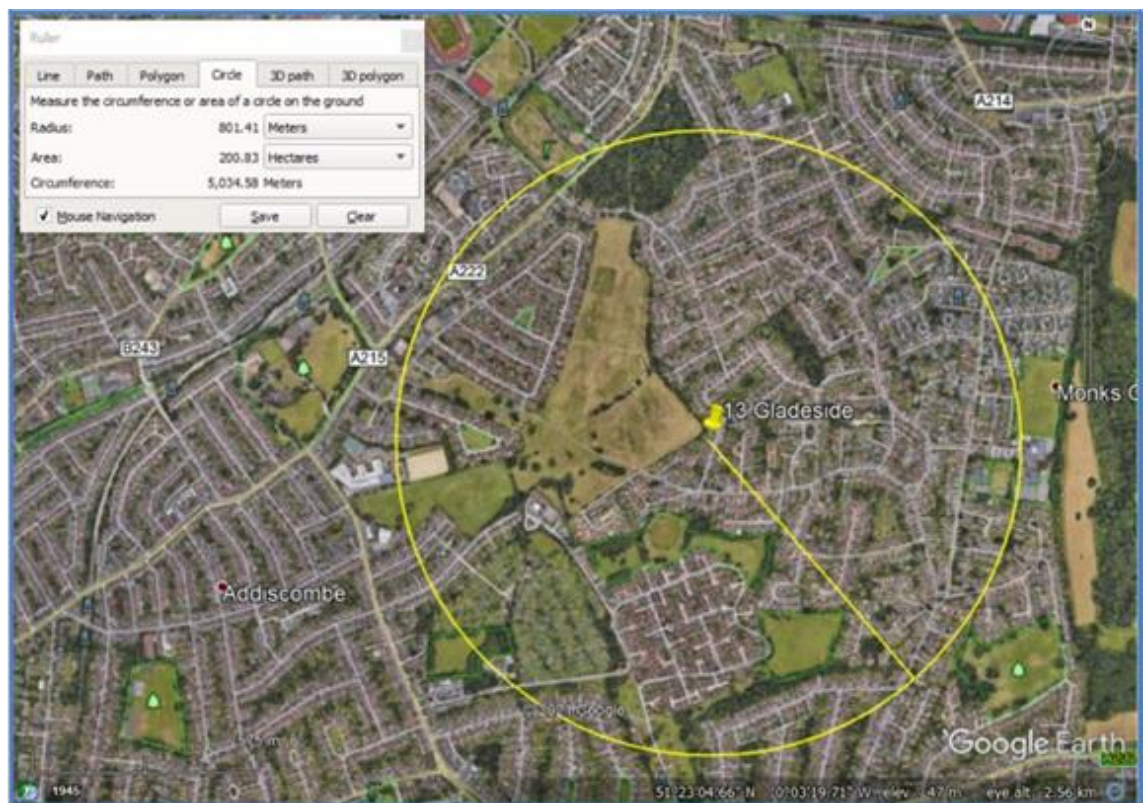 Ruler
Line Path Polygon Circle 3D path 3D polygon
Measure the circumference or area of a circle on the ground
Radius: 801.41 Meters
Area: 200.83 Hectares
Circumference: 5,034.58 Meters
Mouse Navigation Save Clear
N
A214
A222
B243
A215
13 Gladeside
Monks
Addiscombe
Google
Google Earth
1945
51°23'04.66" N 0°03'19.71" W elev 47 m eye alt 2.56 km